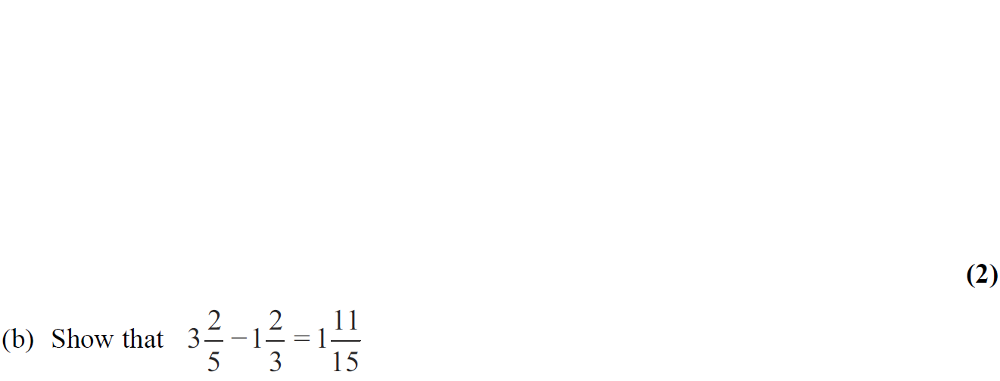 (2)
(b) Show that 3 2/5 − 1 2/3 = 1 11/15